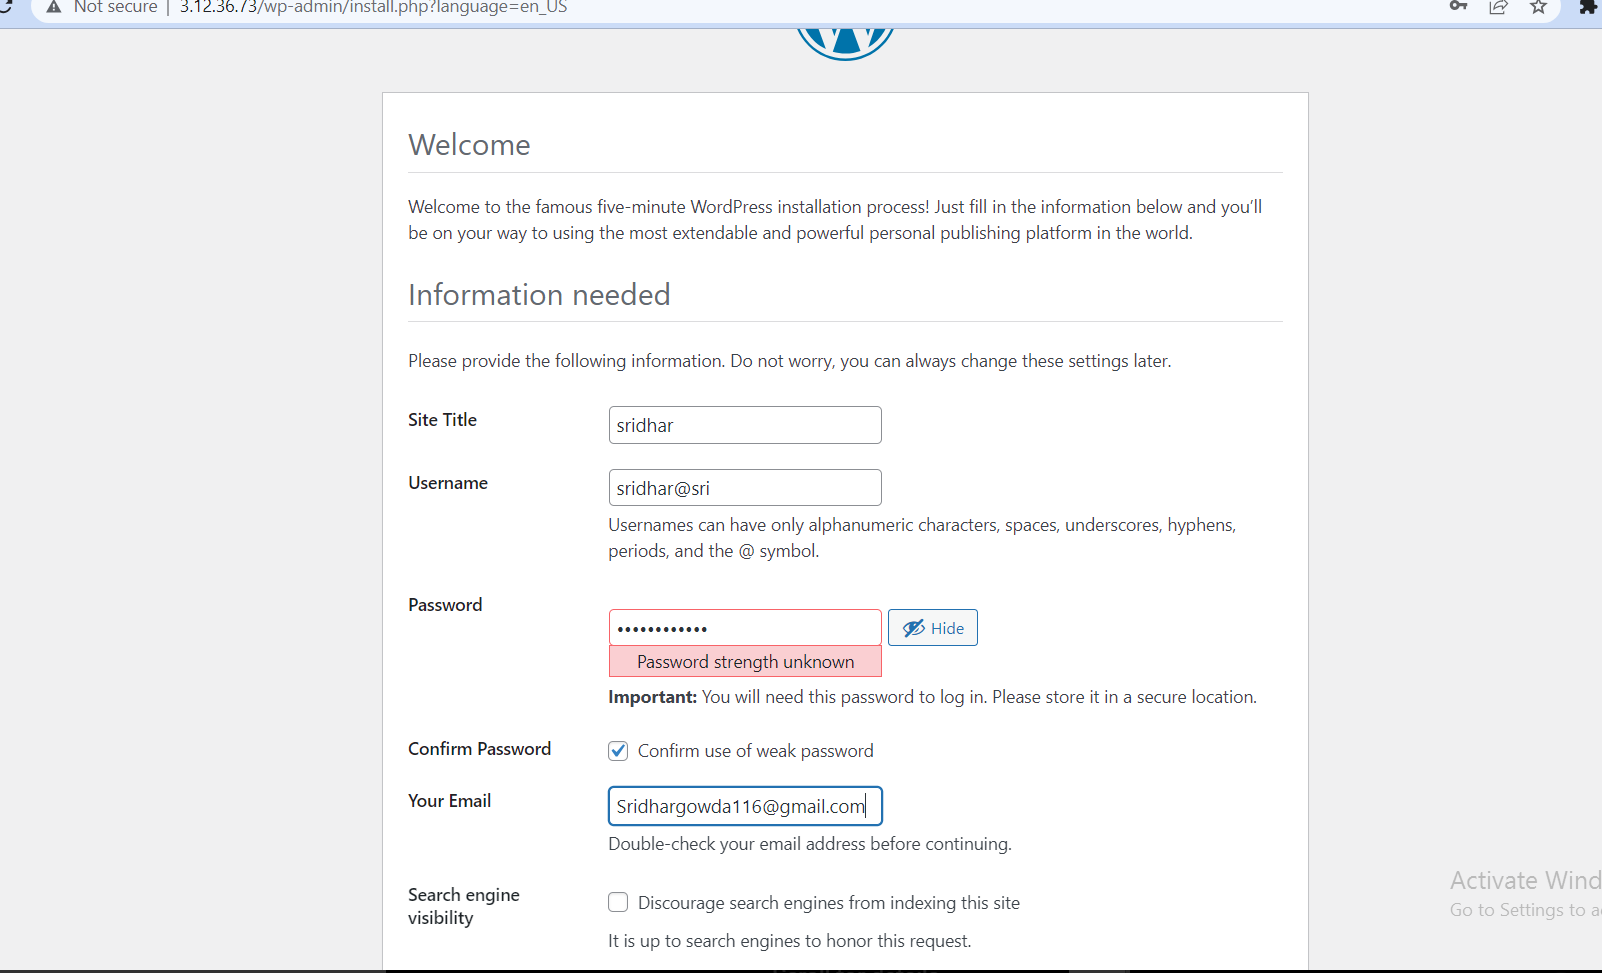 Not secure | 3.12.36.73/wp-admin/install.php?language=en_US
Welcome
Welcome to the famous five-minute WordPress installation process! Just fill in the information below and you’ll
be on your way to using the most extendable and powerful personal publishing platform in the world.
Information needed
Please provide the following information. Do not worry, you can always change these settings later.
Site Title
sridhar
Username
sridhar@sri
Usernames can have only alphanumeric characters, spaces, underscores, hyphens,
periods, and the @ symbol.
Password
••••••••••••
Hide
Password strength unknown
Important: You will need this password to log in. Please store it in a secure location.
Confirm Password
Confirm use of weak password
Your Email
Sridhargowda116@gmail.com
Double-check your email address before continuing.
Search engine
visibility
Discourage search engines from indexing this site
It is up to search engines to honor this request.
Activate Wind
Go to Settings to a